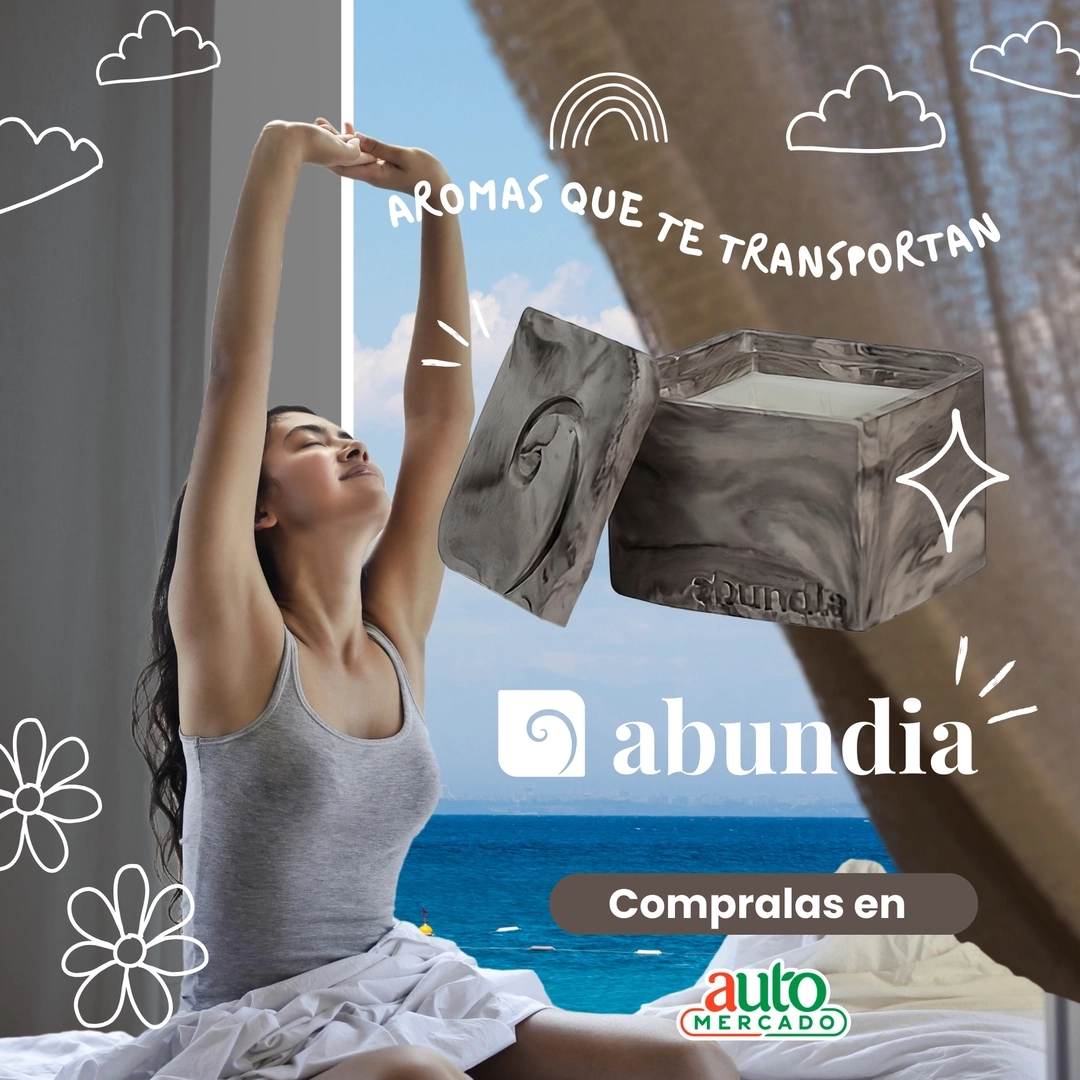 AROMAS QUE TE TRANSPORTAN
abundia
abundia
Compralas en
auto
MERCADO